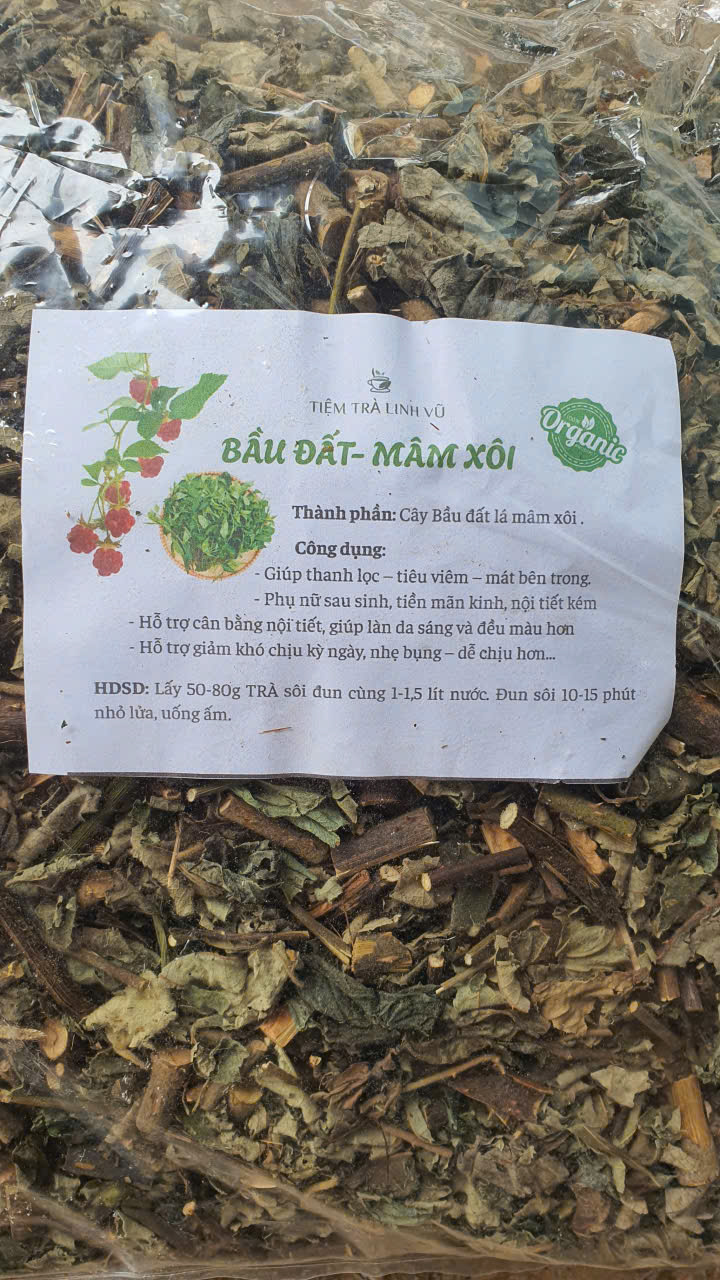 TIỆM TRÀ LINH VŨ
BẦU ĐẤT- MÂM XÔI
Organic
Thành phần: Cây Bầu đất lá mâm xôi .
Công dụng:
- Giúp thanh lọc – tiêu viêm – mát bên trong.
- Phụ nữ sau sinh, tiền mãn kinh, nội tiết kém
- Hỗ trợ cân bằng nội tiết, giúp làn da sáng và đều màu hơn
- Hỗ trợ giảm khó chịu kỳ ngày, nhẹ bụng – dễ chịu hơn...
HDSD: Lấy 50-80g TRÀ sôi đun cùng 1-1,5 lít nước. Đun sôi 10-15 phút
nhỏ lửa, uống ấm.